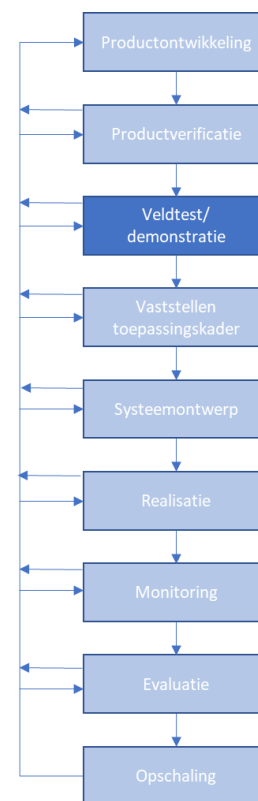 Productontwikkeling
Productverificatie
Veldtest/
demonstratie
Vaststellen
toepassingskader
Systeemontwerp
Realisatie
Monitoring
Evaluatie
Opschaling